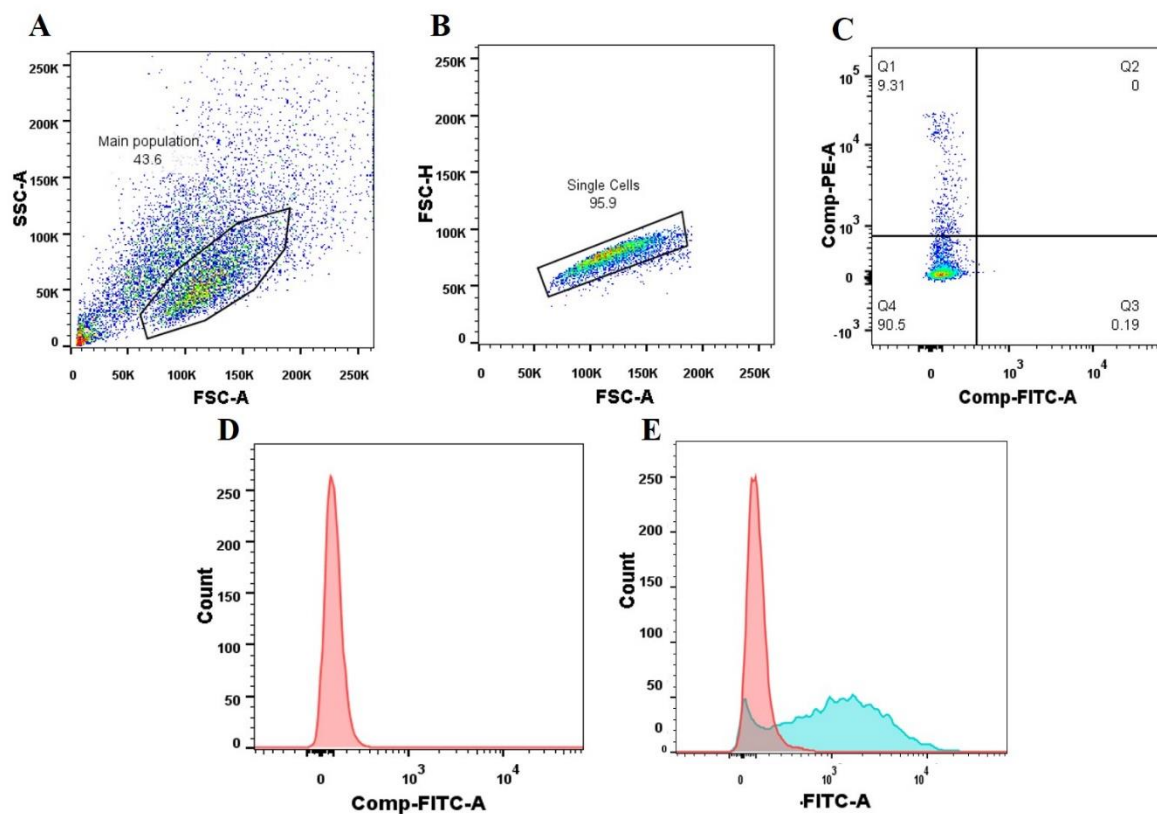 A
250K
200K
150K
100K
50K
0
SSC-A
Main population
43.6
0 50K 100K 150K 200K 250K
FSC-A
B
250K
200K
150K
100K
50K
0
FSC-H
Single Cells
95.9
0 50K 100K 150K 200K 250K
FSC-A
C
Q1
9.31
Q2
0
10^5
10^4
10^3
0
-10^3
Comp-PE-A
Q4
90.5
Q3
0.19
0 10^3 10^4
Comp-FITC-A
D
250
200
150
100
50
0
Count
0 10^3 10^4
Comp-FITC-A
E
250
200
150
100
50
0
0
Count
0 10^3 10^4
-FITC-A